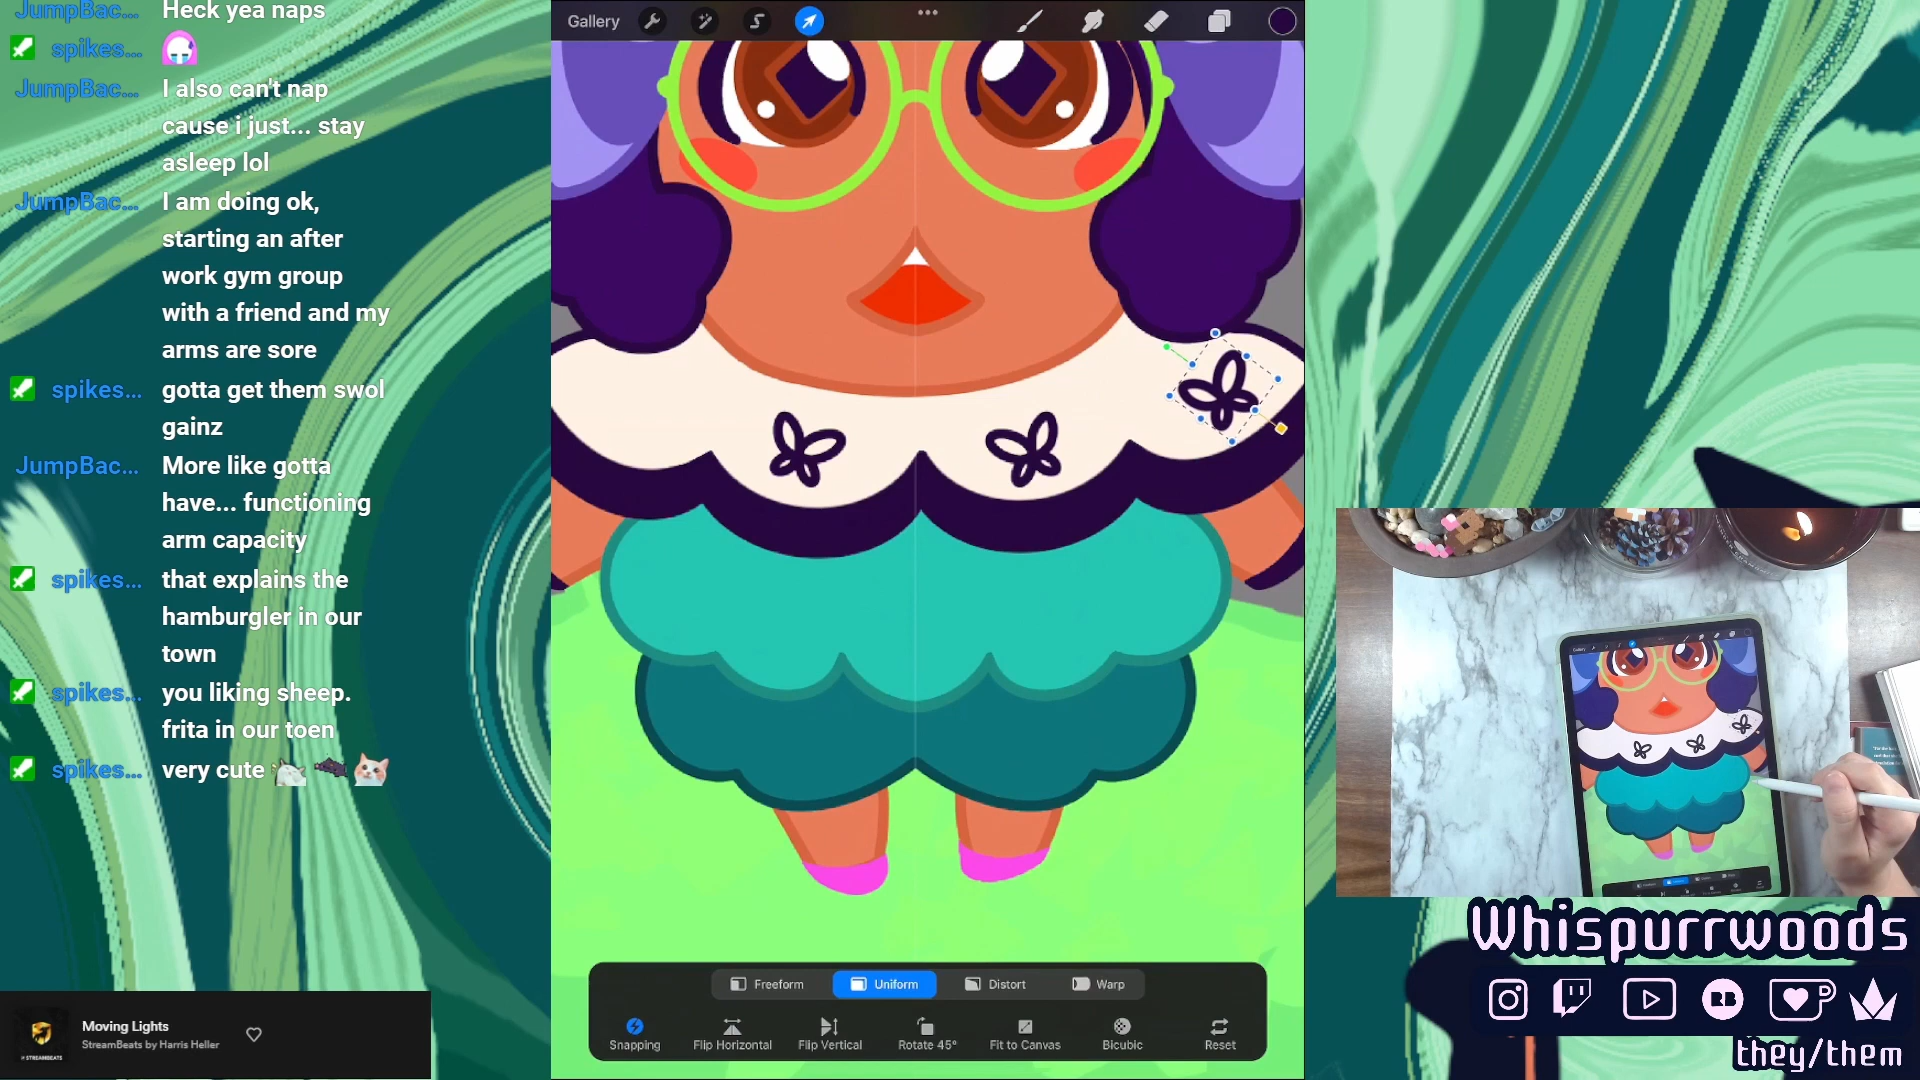 JumpBac... Heck yea naps
spikes...
JumpBac... I also can't nap
cause i just... stay
asleep lol
JumpBac... I am doing ok,
starting an after
work gym group
with a friend and my
arms are sore
spikes... gotta get them swol
gainz
JumpBac... More like gotta
have... functioning
arm capacity
spikes... that explains the
hamburgler in our
town
spikes... you liking sheep.
frita in our toen
spikes... very cute
Moving Lights
StreamBeats by Harris Heller
STREAMBEATS
Gallery
Freeform Uniform Distort Warp
Snapping Flip Horizontal Flip Vertical Rotate 45° Fit to Canvas Bicubic Reset
Whispurrwoods
RB
they/them